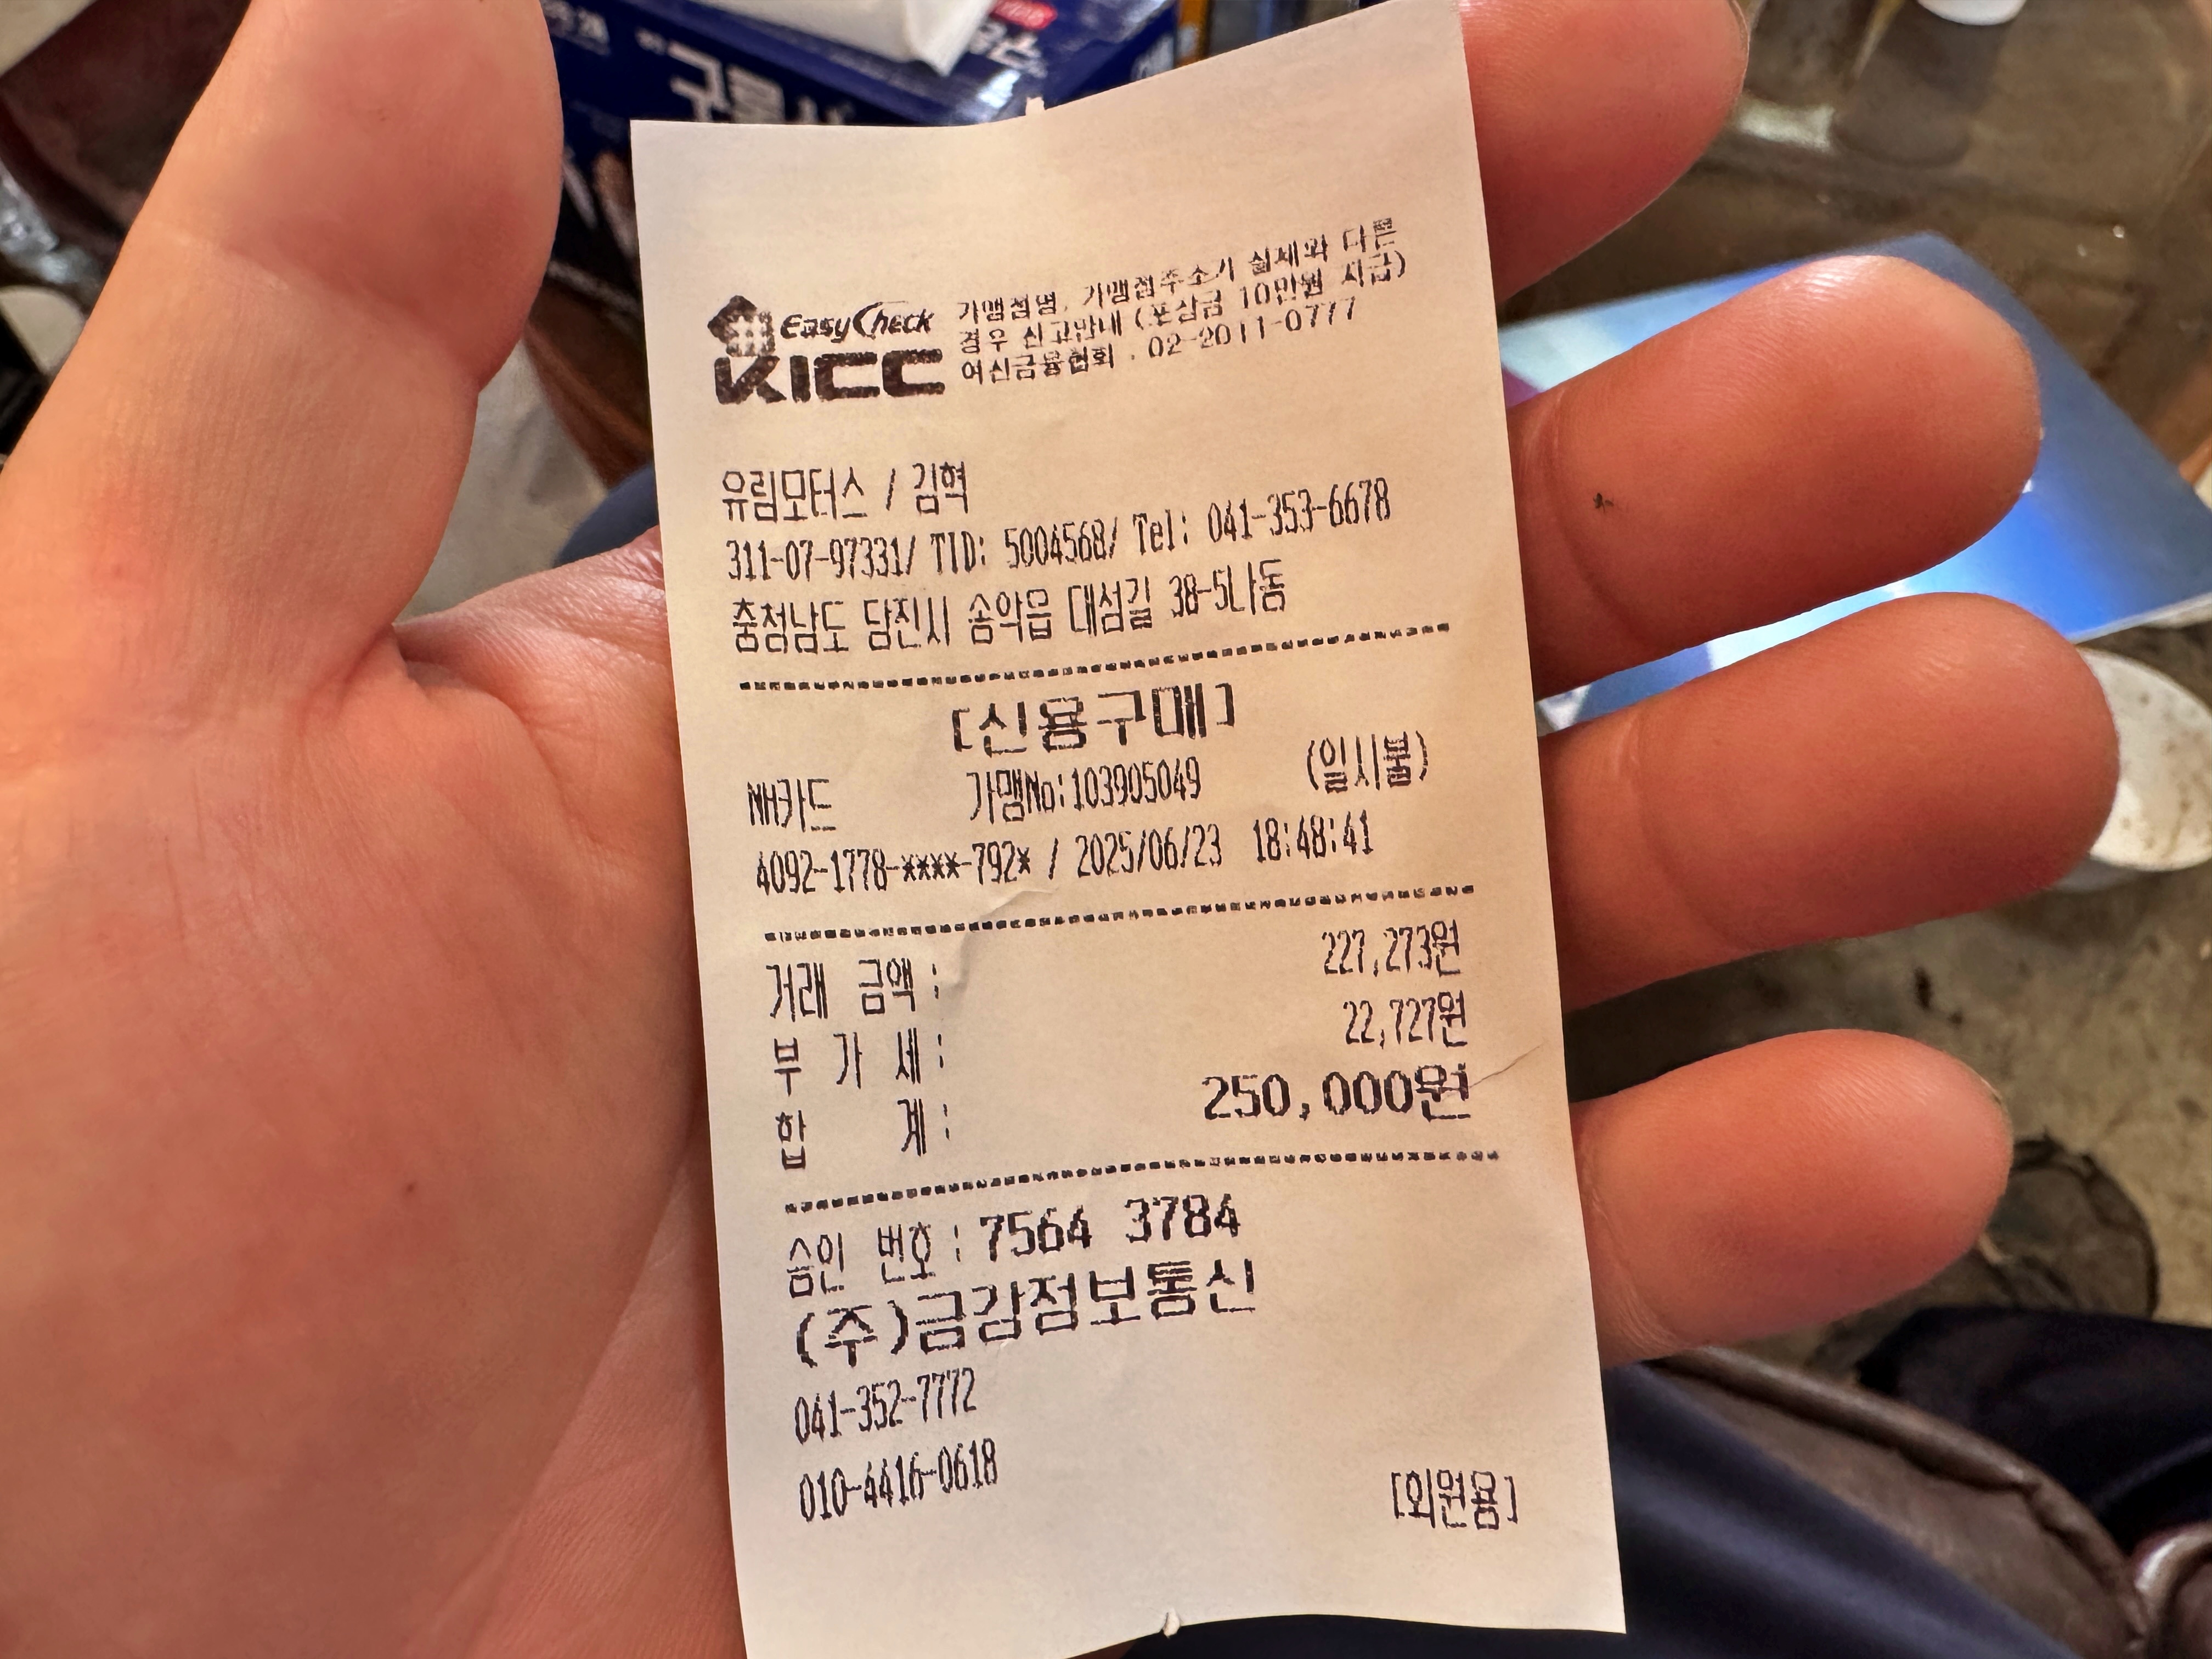 구론산
EasyCheck
KICC
가맹점명, 가맹점주소가 실제와 다른
경우 신고안내 (포상금 10만원 지급)
여신금융협회 . 02-2011-0777
유림모터스 / 김혁
311-07-97331/ TID: 5004568/ Tel: 041-353-6678
충청남도 당진시 송악읍 대섬길 38-5나동
[신용구매]
NH카드 가맹No:103905049 (일시불)
4092-1778-****-792* / 2025/06/23 18:48:41
거래 금액 : 227,273원
부 가 세 : 22,727원
합 계 : 250,000원
승인 번호 : 7564 3784
(주)금강정보통신
041-352-7772
010-4416-0618
[회원용]